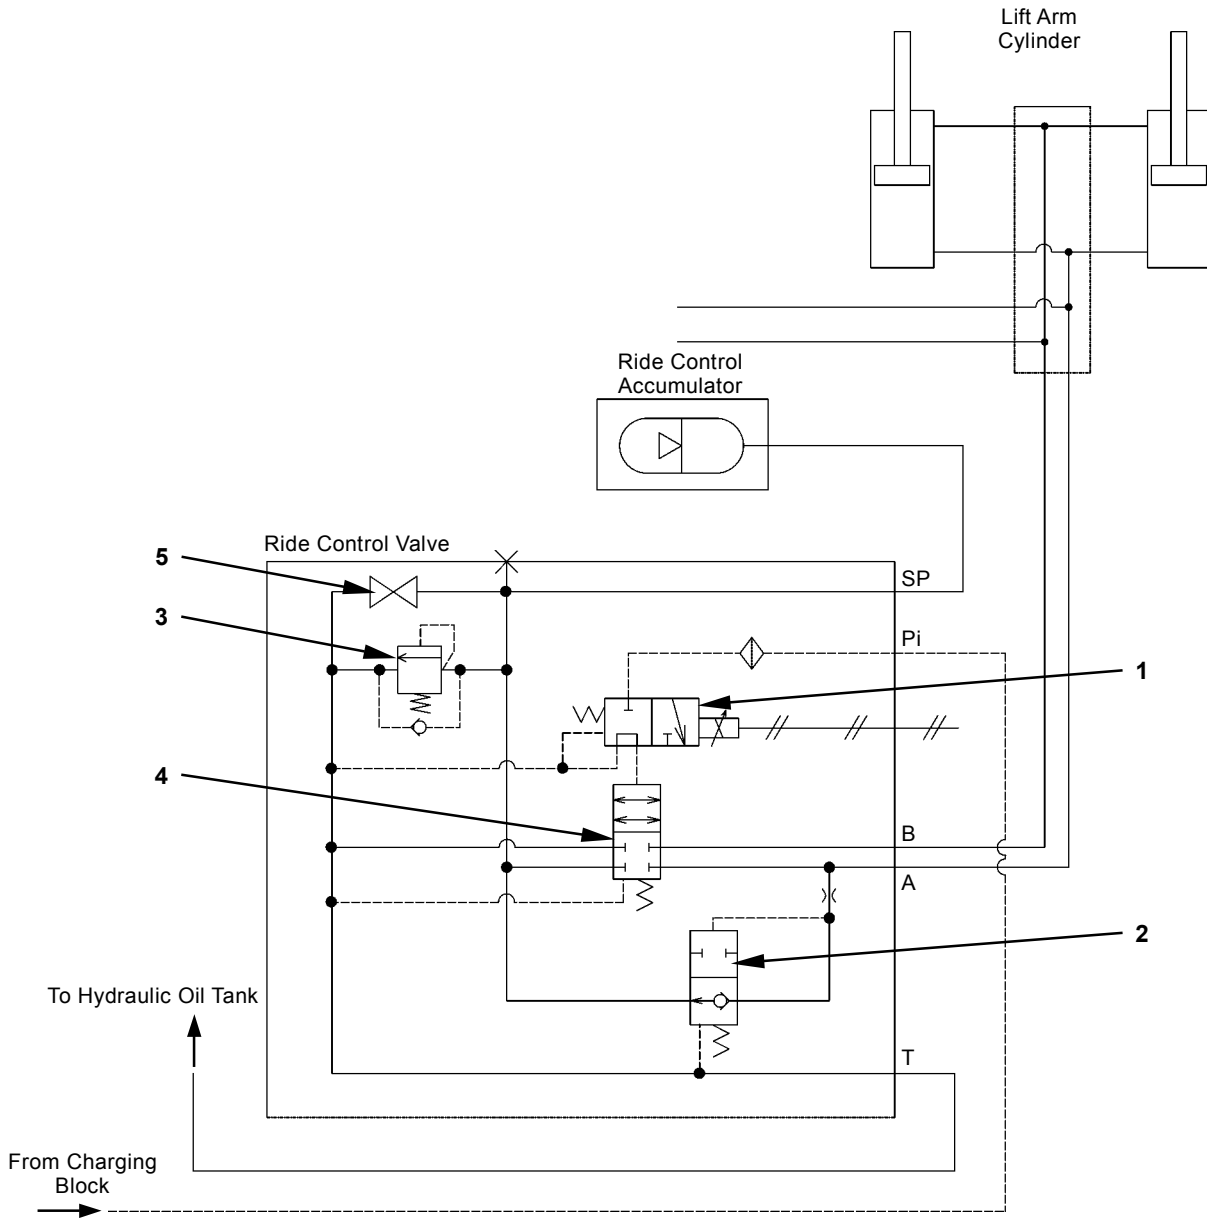 Lift Arm
Cylinder
Ride Control
Accumulator
Ride Control Valve
5
SP
3
Pi
1
4
B
A
2
To Hydraulic Oil Tank
T
From Charging
Block